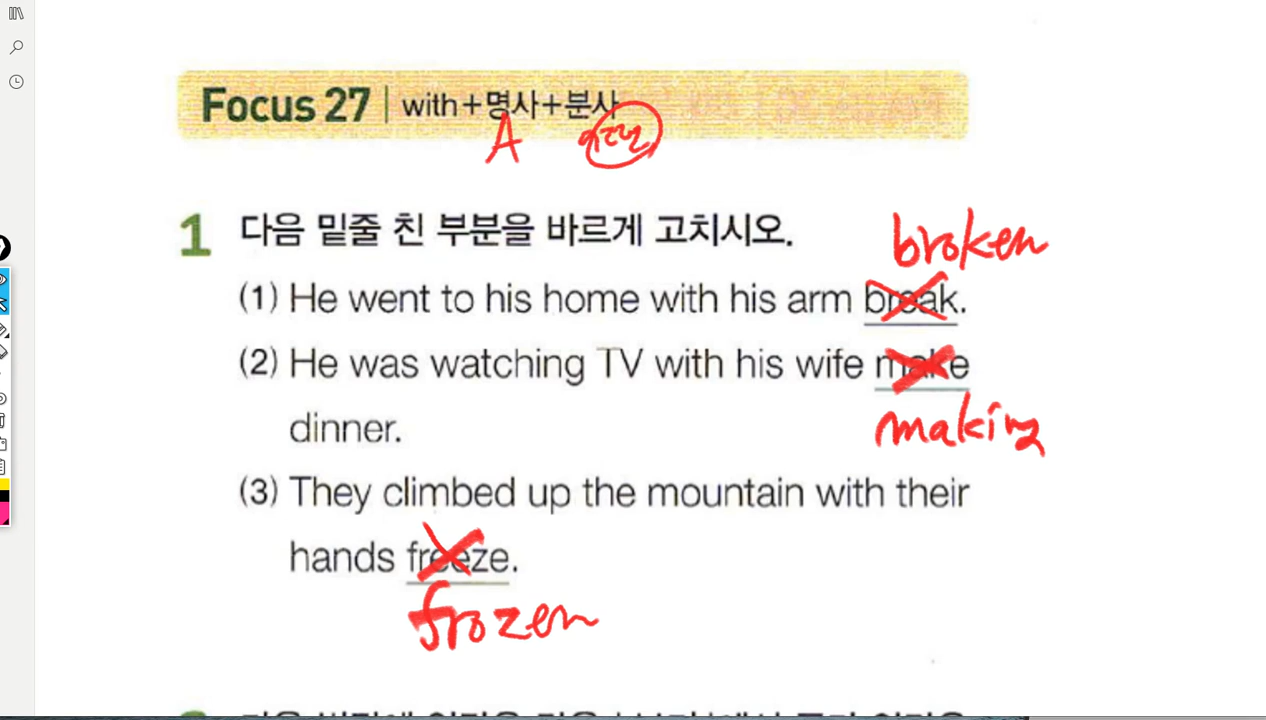 Focus 27 | with+명사+분사
A
1 다음 밑줄 친 부분을 바르게 고치시오.
broken
(1) He went to his home with his arm break.
(2) He was watching TV with his wife make
dinner.
making
(3) They climbed up the mountain with their
hands freeze.
frozen